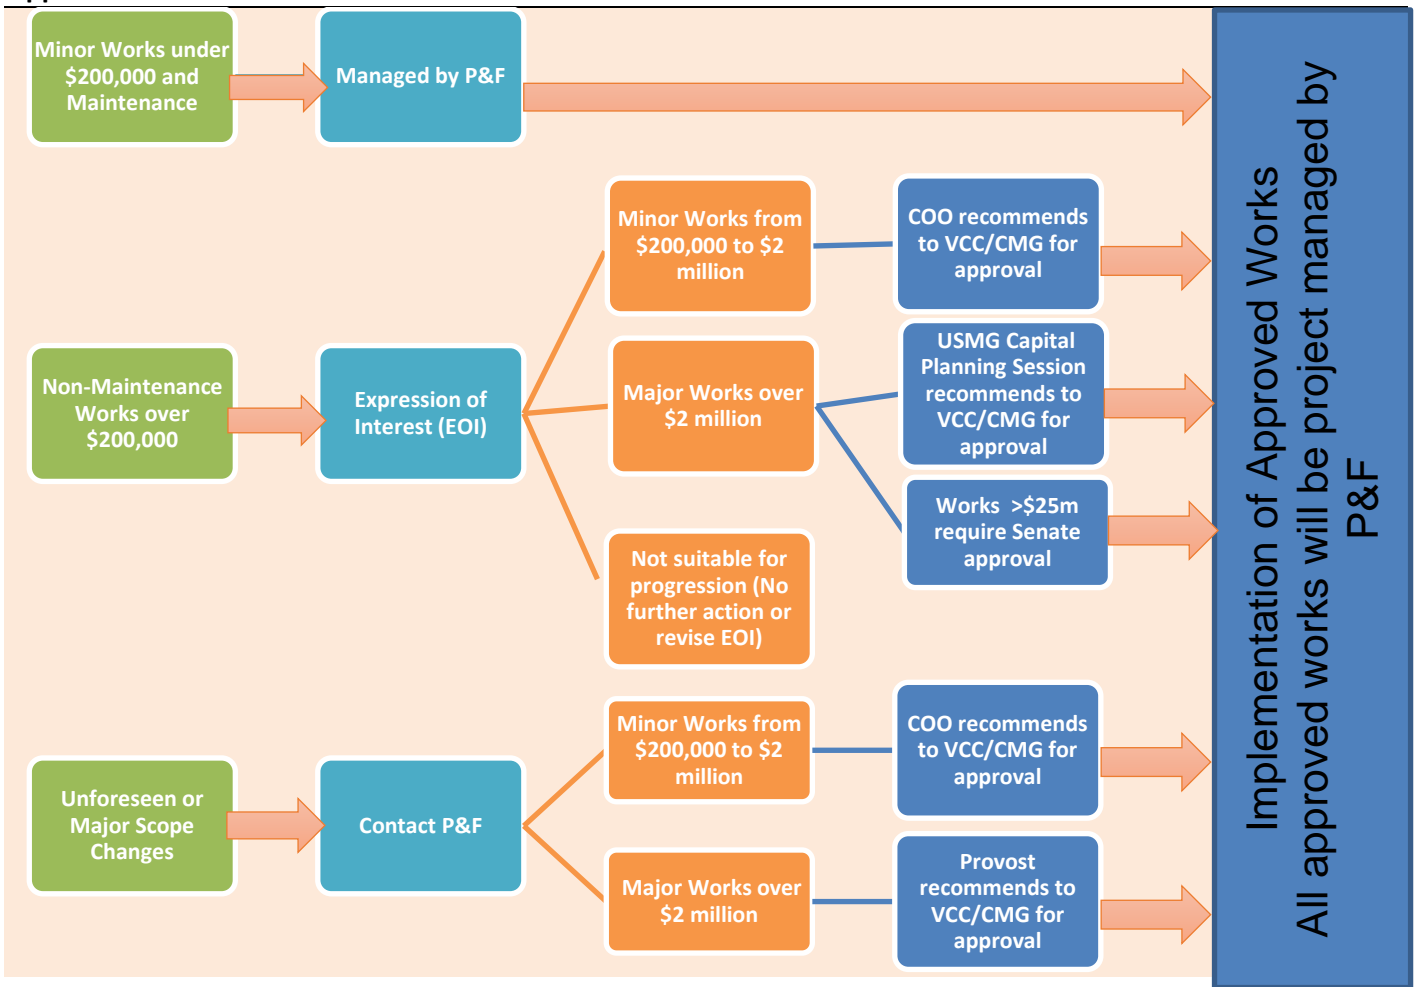 Minor Works under
$200,000 and
Maintenance
Managed by P&F
Minor Works from
$200,000 to $2
million
COO recommends
to VCC/CMG for
approval
Non-Maintenance
Works over
$200,000
Expression of
Interest (EOI)
Major Works over
$2 million
USMG Capital
Planning Session
recommends to
VCC/CMG for
approval
Works  >$25m
require Senate
approval
Not suitable for
progression (No
further action or
revise EOI)
Unforeseen or
Major Scope
Changes
Contact P&F
Minor Works from
$200,000 to $2
million
COO recommends
to VCC/CMG for
approval
Major Works over
$2 million
Provost
recommends to
VCC/CMG for
approval
Implementation of Approved Works
All approved works will be project managed by
P&F